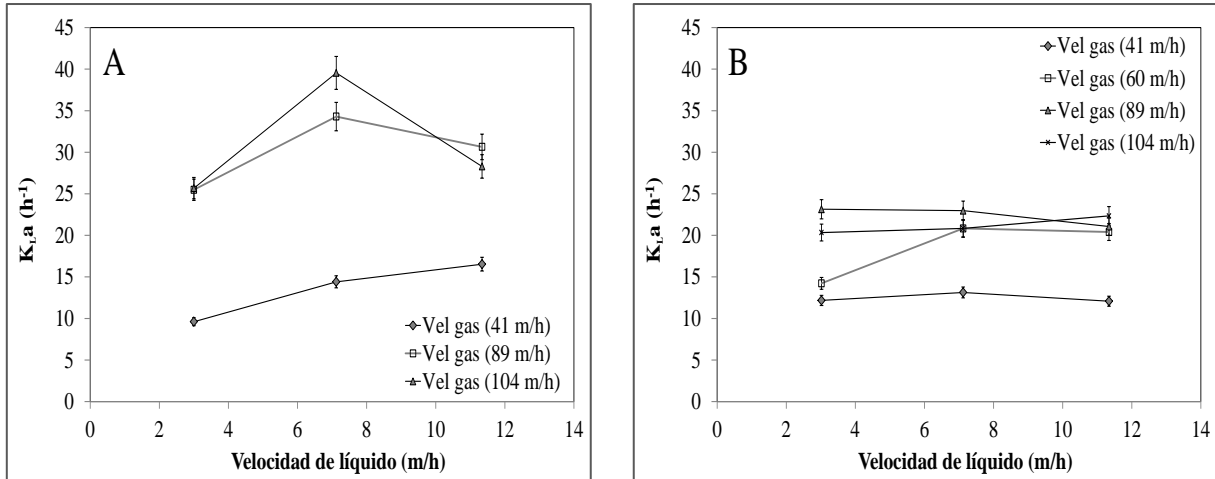 A
45
40
35
30
25
20
15
10
5
0
K_La (h⁻¹)
Vel gas (41 m/h)
Vel gas (89 m/h)
Vel gas (104 m/h)
0 2 4 6 8 10 12 14
Velocidad de líquido (m/h)
B
45
40
35
30
25
20
15
10
5
0
K_La (h⁻¹)
Vel gas (41 m/h)
Vel gas (60 m/h)
Vel gas (89 m/h)
Vel gas (104 m/h)
0 2 4 6 8 10 12 14
Velocidad de líquido (m/h)